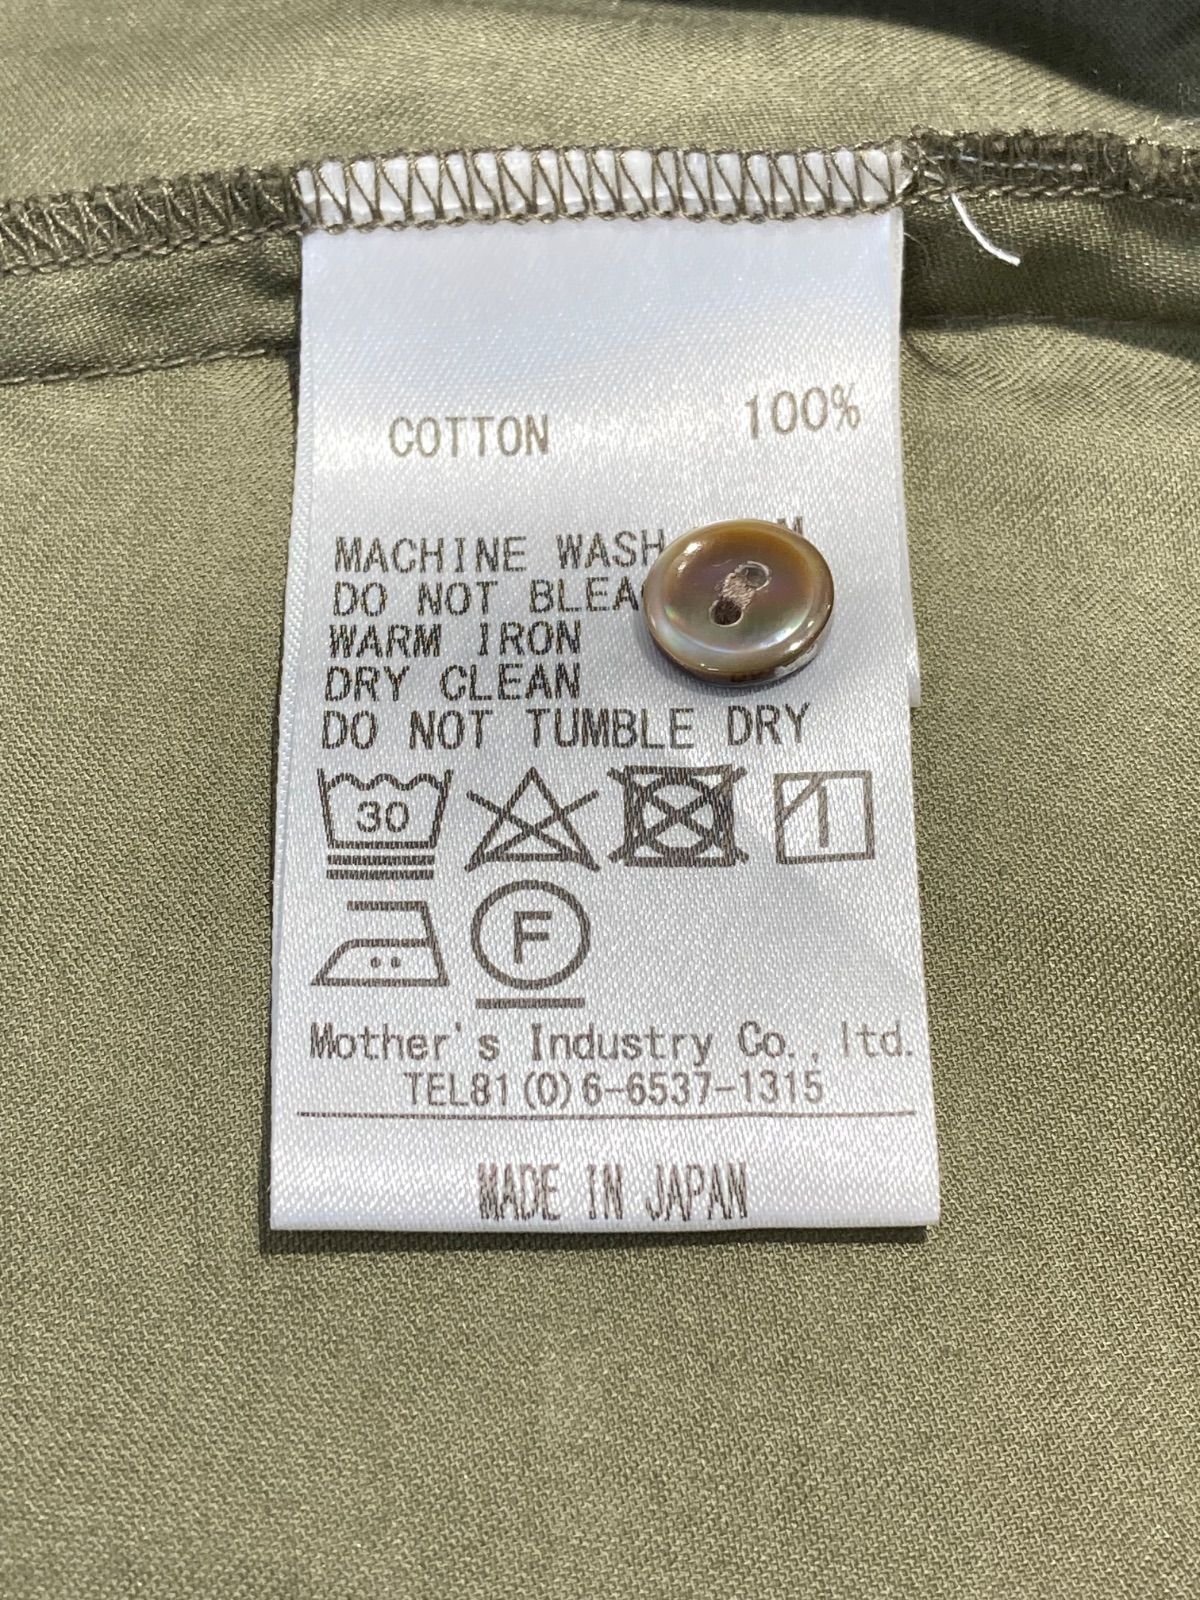 COTTON 100%
MACHINE WASH
DO NOT
WARM IRON
DRY CLEAN
DO NOT TUMBLE DRY
30
F
Mother's Industry Co., ltd.
TEL81(0)6-6537-1315
MADE IN JAPAN